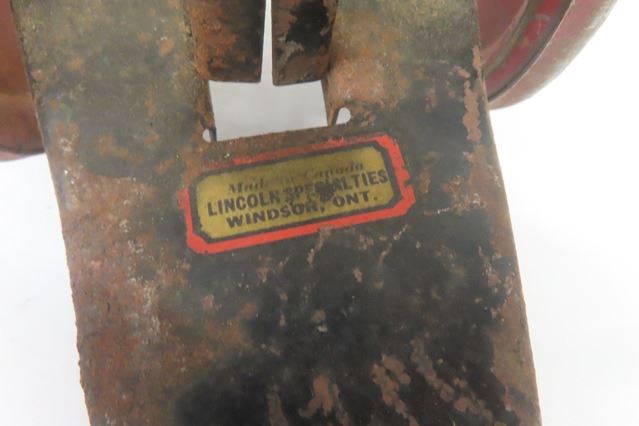 Made in Canada
LINCOLN SPECIALTIES
WINDSOR, ONT.